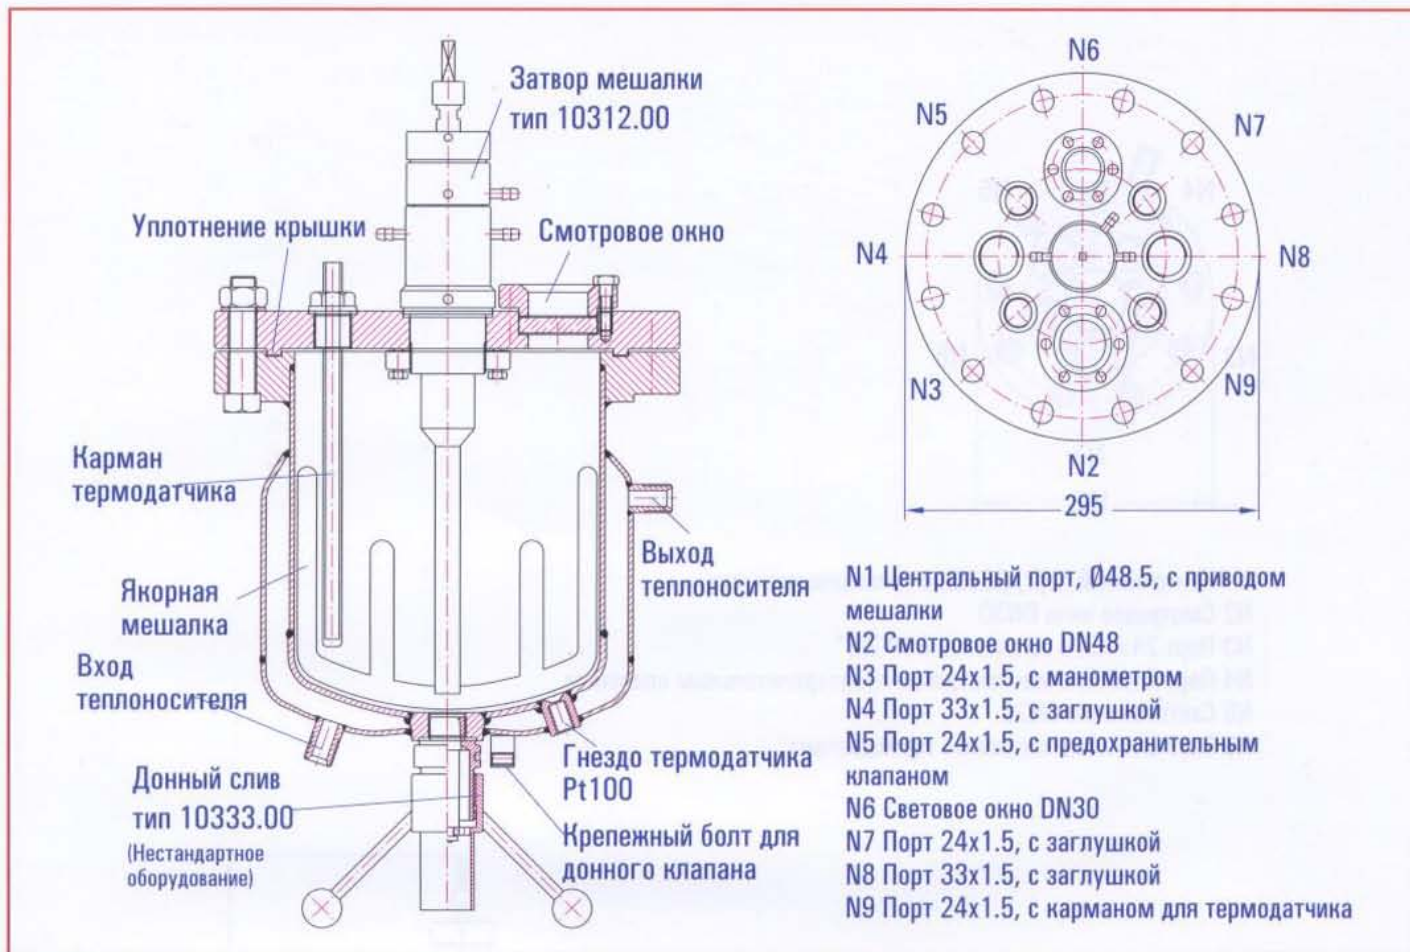 Затвор мешалки
тип 10312.00
Уплотнение крышки
Смотровое окно
Карман
термодатчика
Якорная
мешалка
Вход
теплоносителя
Выход
теплоносителя
Донный слив
тип 10333.00
(Нестандартное
оборудование)
Гнездо термодатчика
Pt100
Крепежный болт для
донного клапана
N6
N5
N7
N4
N8
N3
N9
N2
295
N1 Центральный порт, Ø48.5, с приводом
мешалки
N2 Смотровое окно DN48
N3 Порт 24x1.5, с манометром
N4 Порт 33x1.5, с заглушкой
N5 Порт 24x1.5, с предохранительным
клапаном
N6 Световое окно DN30
N7 Порт 24x1.5, с заглушкой
N8 Порт 33x1.5, с заглушкой
N9 Порт 24x1.5, с карманом для термодатчика